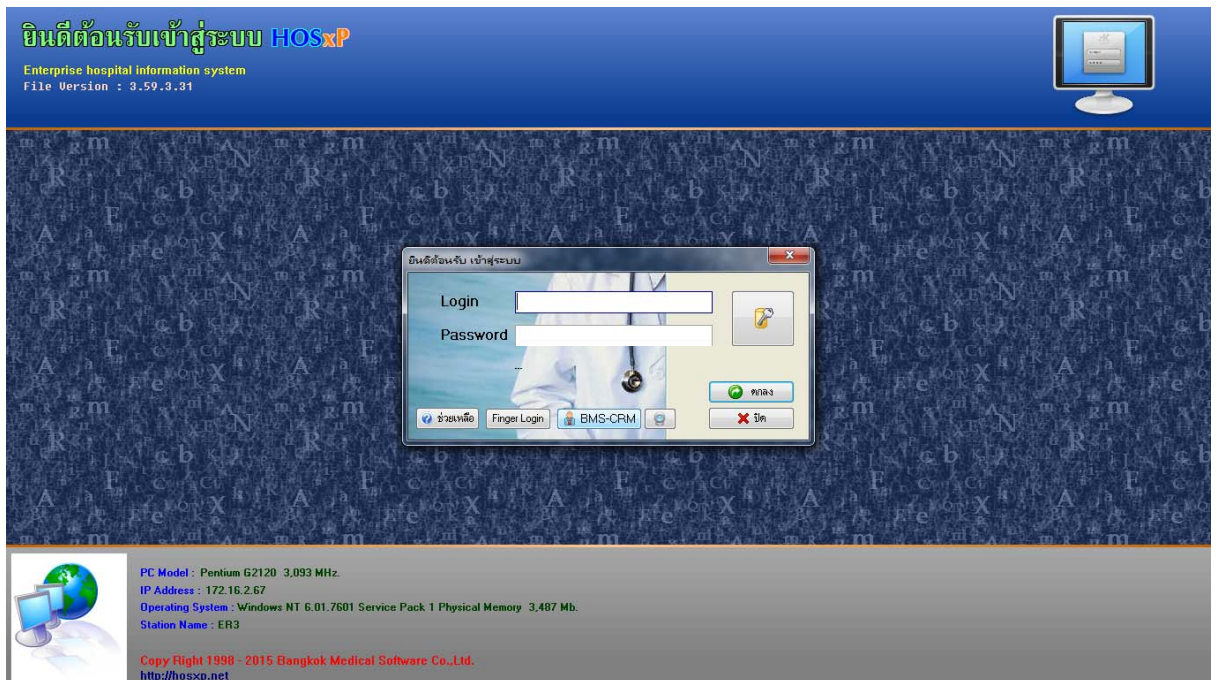 ยินดีต้อนรับเข้าสู่ระบบ HOSxP
Enterprise hospital information system
File Version : 3.59.3.31
ยินดีต้อนรับ เข้าสู่ระบบ
Login
Password
...
ตกลง
ช่วยเหลือ
Finger Login
BMS-CRM
ปิด
PC Model : Pentium G2120 3,093 MHz.
IP Address : 172.16.2.67
Operating System : Windows NT 6.01.7601 Service Pack 1 Physical Memory 3,487 Mb.
Station Name : ER3
Copy Right 1998 - 2015 Bangkok Medical Software Co.,Ltd.
http://hosxp.net